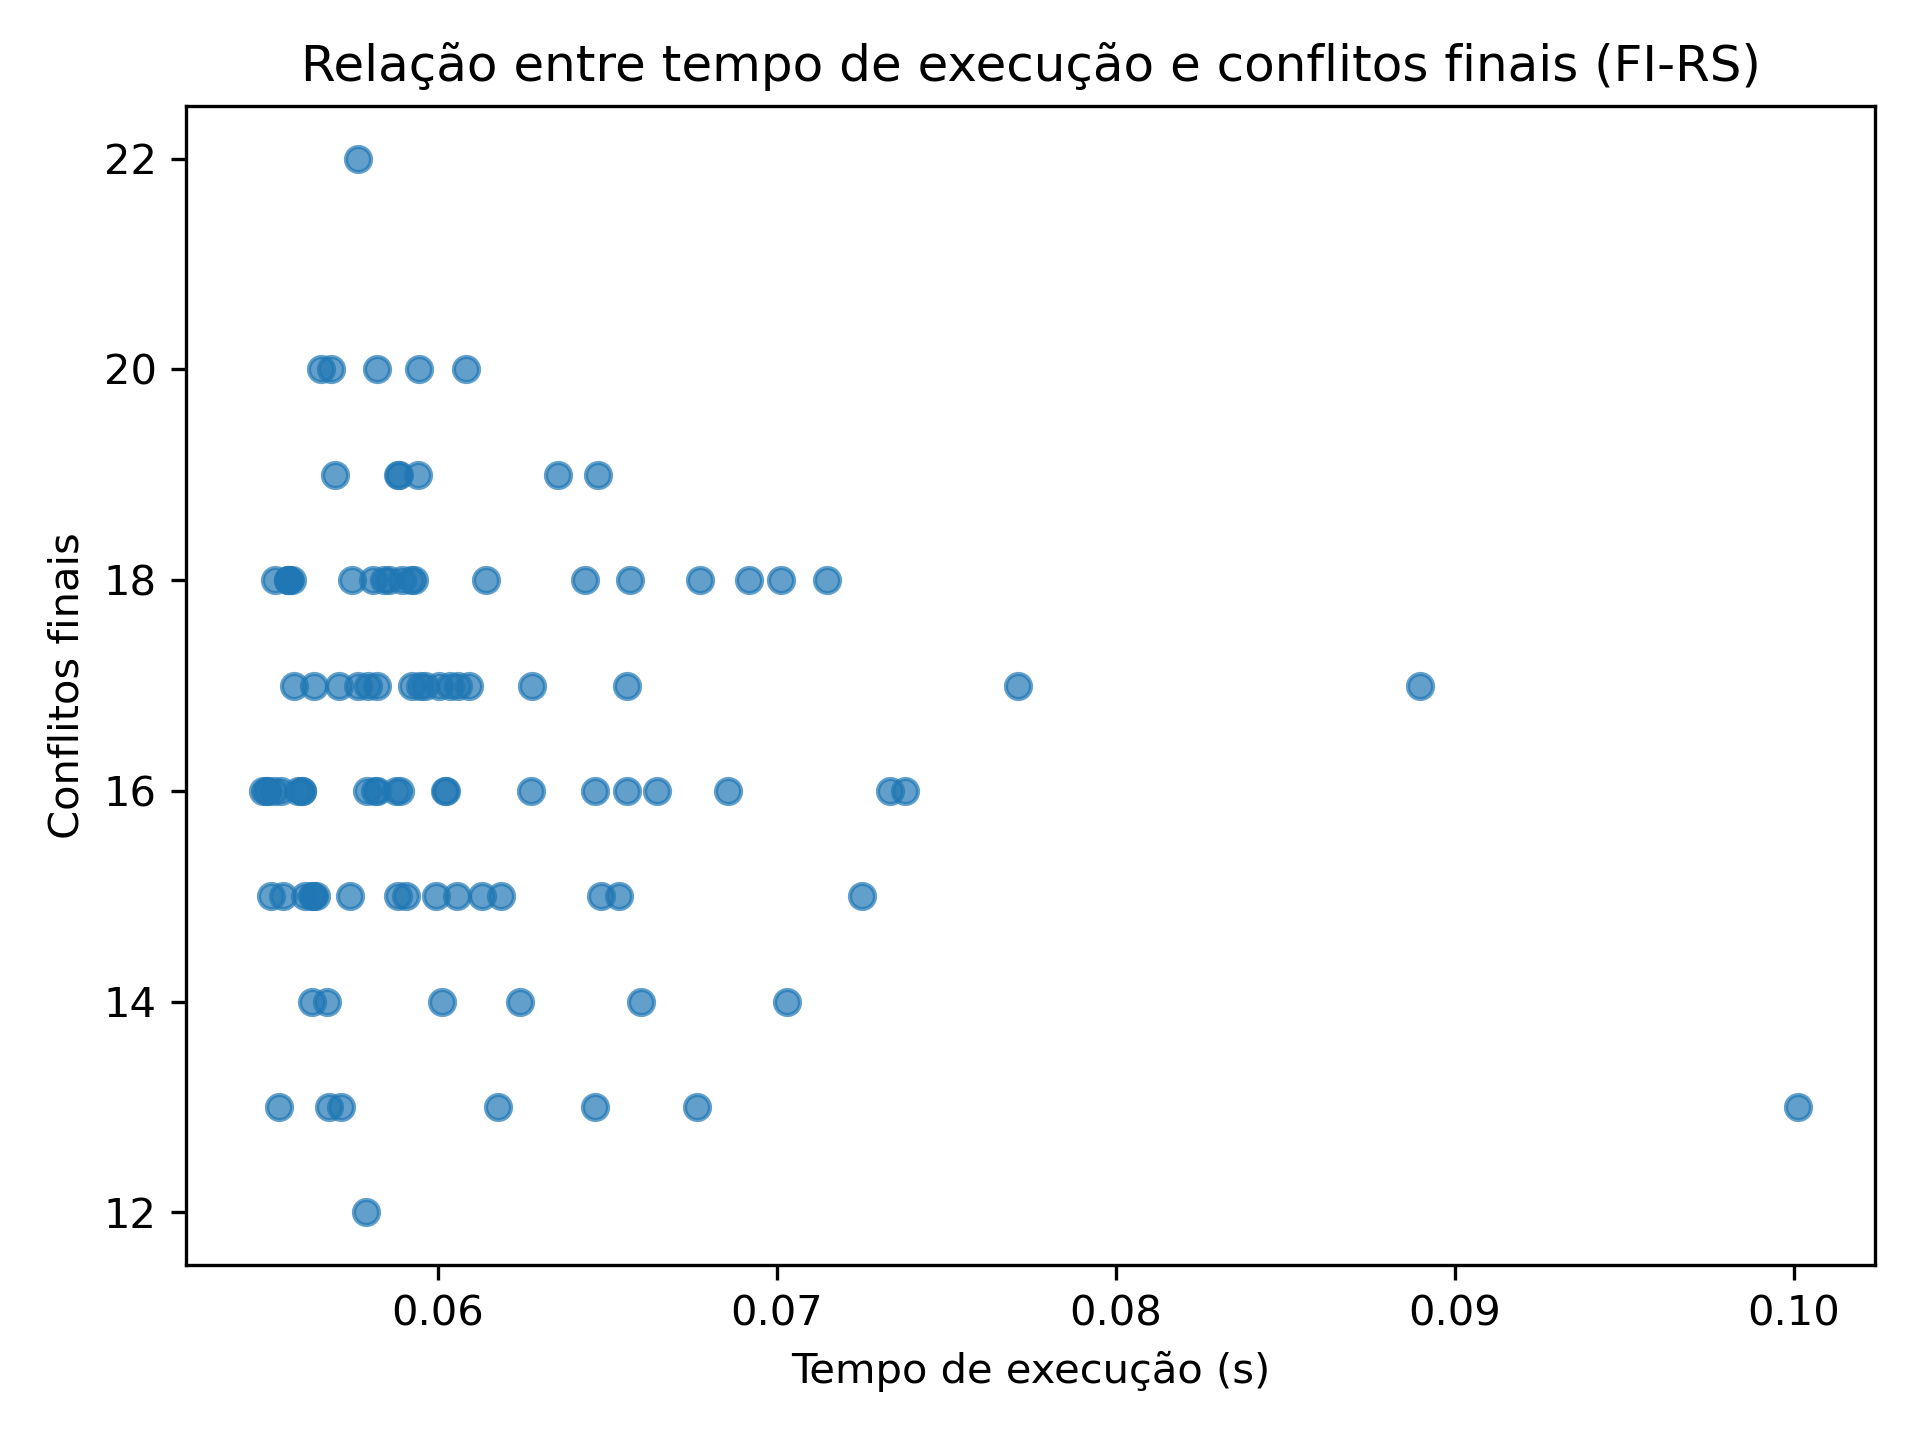 Relação entre tempo de execução e conflitos finais (FI-RS)
22
20
18
16
14
12
Conflitos finais
0.06 0.07 0.08 0.09 0.10
Tempo de execução (s)